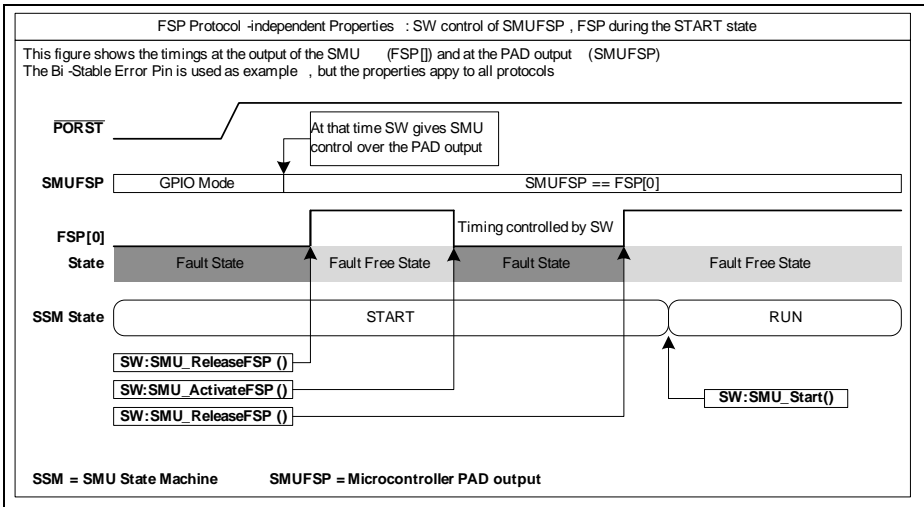 FSP Protocol -independent Properties : SW control of SMUFSP , FSP during the START state
This figure shows the timings at the output of the SMU (FSP[]) and at the PAD output (SMUFSP)
The Bi -Stable Error Pin is used as example , but the properties appy to all protocols
PORST
At that time SW gives SMU
control over the PAD output
SMUFSP
GPIO Mode
SMUFSP == FSP[0]
FSP[0]
Timing controlled by SW
State
Fault State
Fault Free State
Fault State
Fault Free State
SSM State
START
RUN
SW:SMU_ReleaseFSP ()
SW:SMU_ActivateFSP ()
SW:SMU_Start()
SW:SMU_ReleaseFSP ()
SSM = SMU State Machine
SMUFSP = Microcontroller PAD output